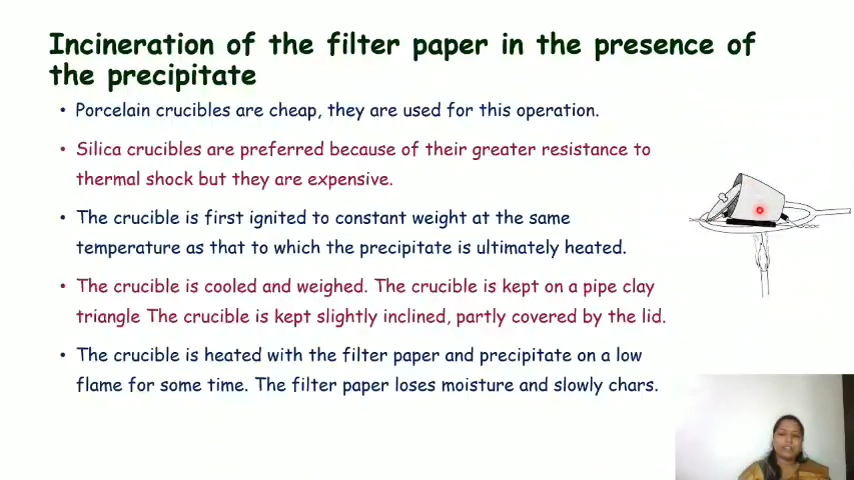 Incineration of the filter paper in the presence of
the precipitate
• Porcelain crucibles are cheap, they are used for this operation.
• Silica crucibles are preferred because of their greater resistance to
thermal shock but they are expensive.
• The crucible is first ignited to constant weight at the same
temperature as that to which the precipitate is ultimately heated.
• The crucible is cooled and weighed. The crucible is kept on a pipe clay
triangle The crucible is kept slightly inclined, partly covered by the lid.
• The crucible is heated with the filter paper and precipitate on a low
flame for some time. The filter paper loses moisture and slowly chars.